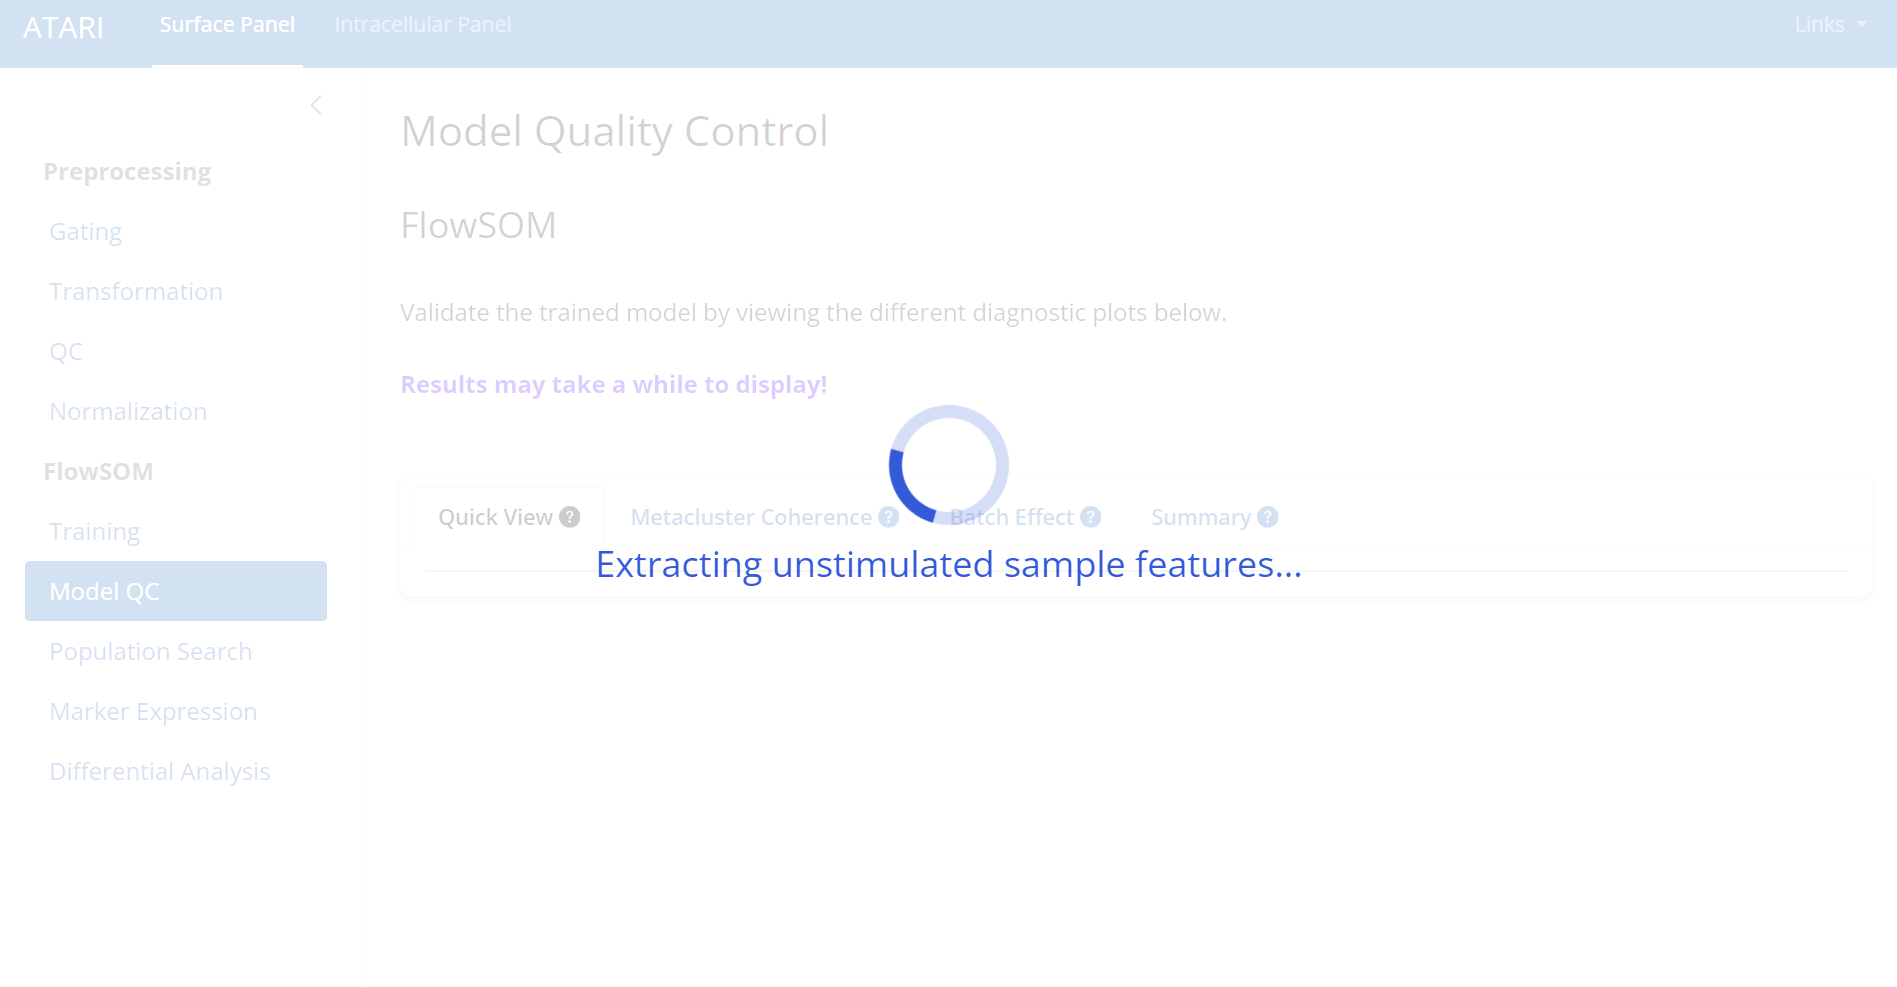 ATARI Surface Panel Intracellular Panel Links
Preprocessing
Gating
Transformation
QC
Normalization
FlowSOM
Training
Model QC
Population Search
Marker Expression
Differential Analysis
Model Quality Control
FlowSOM
Validate the trained model by viewing the different diagnostic plots below.
Results may take a while to display!
Quick View ? Metacluster Coherence ? Batch Effect ? Summary ?
Extracting unstimulated sample features...